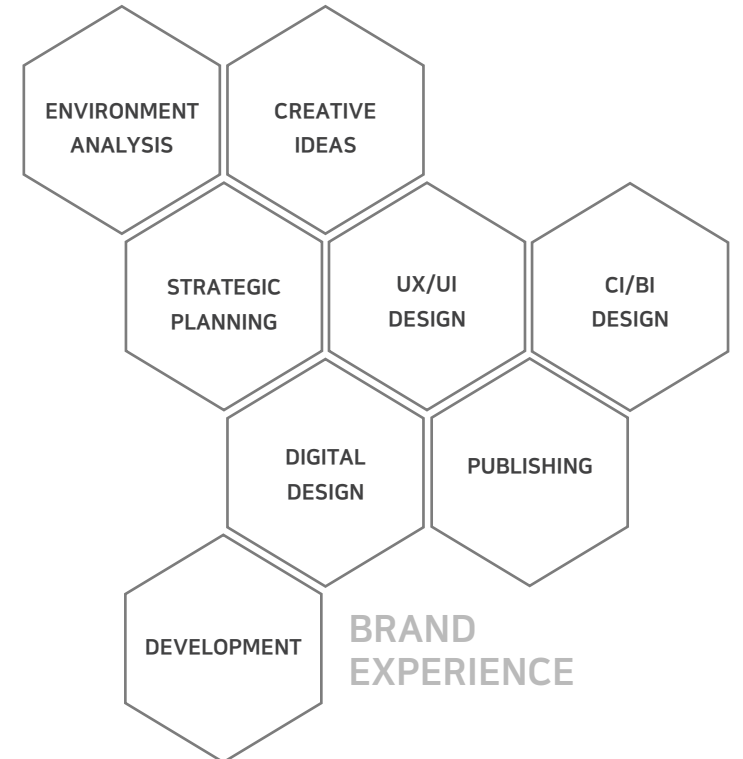 ENVIRONMENT
ANALYSIS
CREATIVE
IDEAS
STRATEGIC
PLANNING
UX/UI
DESIGN
CI/BI
DESIGN
DIGITAL
DESIGN
PUBLISHING
DEVELOPMENT
BRAND
EXPERIENCE